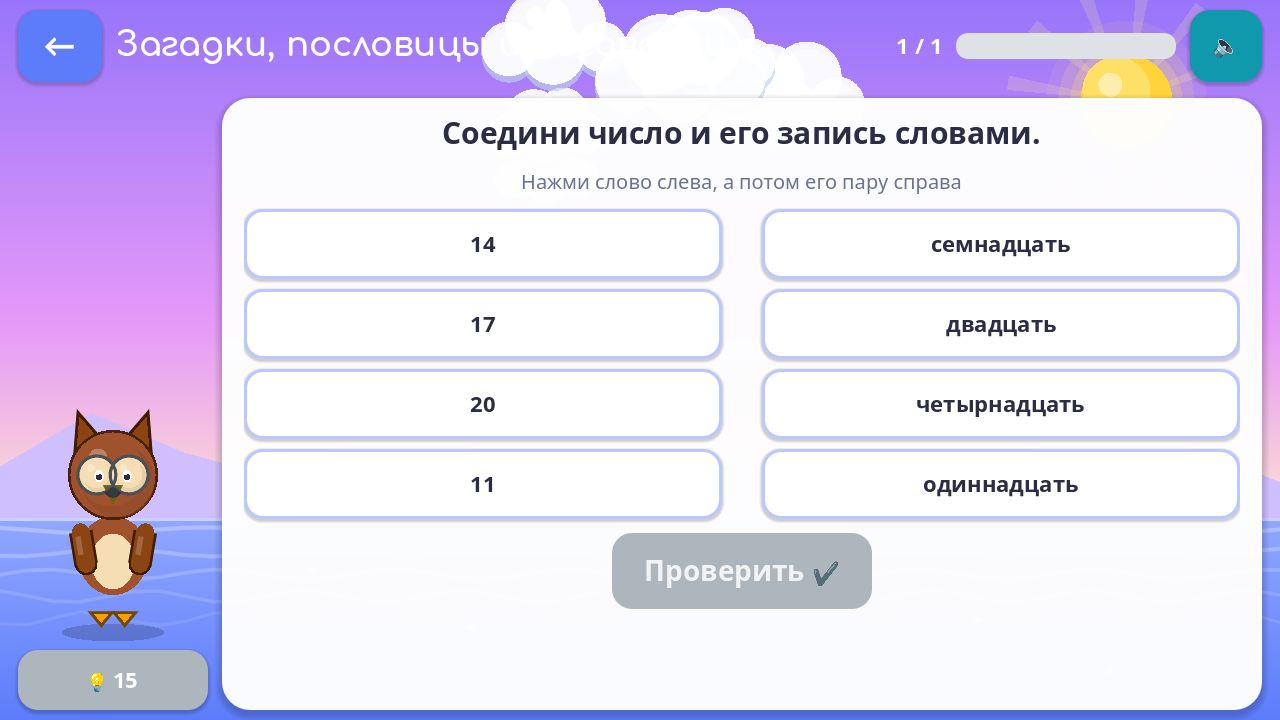 Загадки, пословицы
1 / 1
Соедини число и его запись словами.
Нажми слово слева, а потом его пару справа
14
семнадцать
17
двадцать
20
четырнадцать
11
одиннадцать
Проверить
15